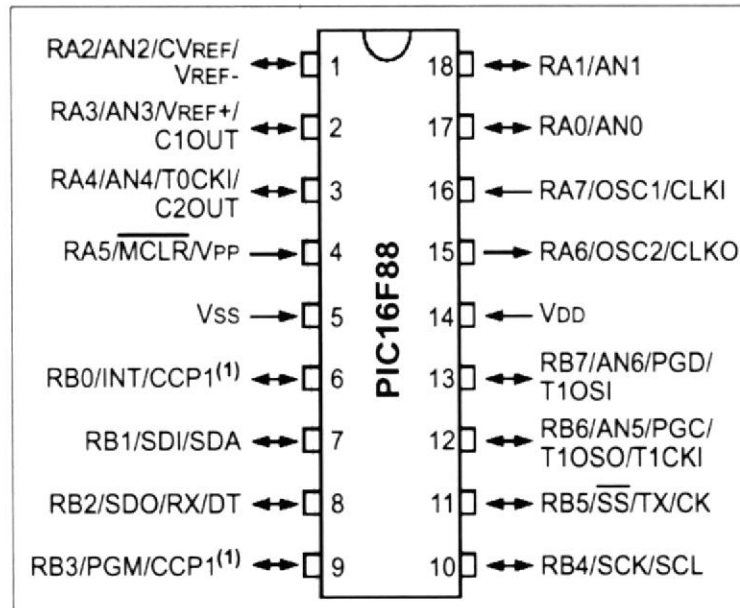 RA2/AN2/CVREF/
VREF-
1
18
RA1/AN1
RA3/AN3/VREF+/
C1OUT
2
17
RA0/AN0
RA4/AN4/T0CKI/
C2OUT
3
16
RA7/OSC1/CLKI
RA5/MCLR/VPP
4
15
RA6/OSC2/CLKO
VSS
5
14
VDD
RB0/INT/CCP1(1)
6
13
RB7/AN6/PGD/
T1OSI
RB1/SDI/SDA
7
12
RB6/AN5/PGC/
T1OSO/T1CKI
RB2/SDO/RX/DT
8
11
RB5/SS/TX/CK
RB3/PGM/CCP1(1)
9
10
RB4/SCK/SCL
PIC16F88